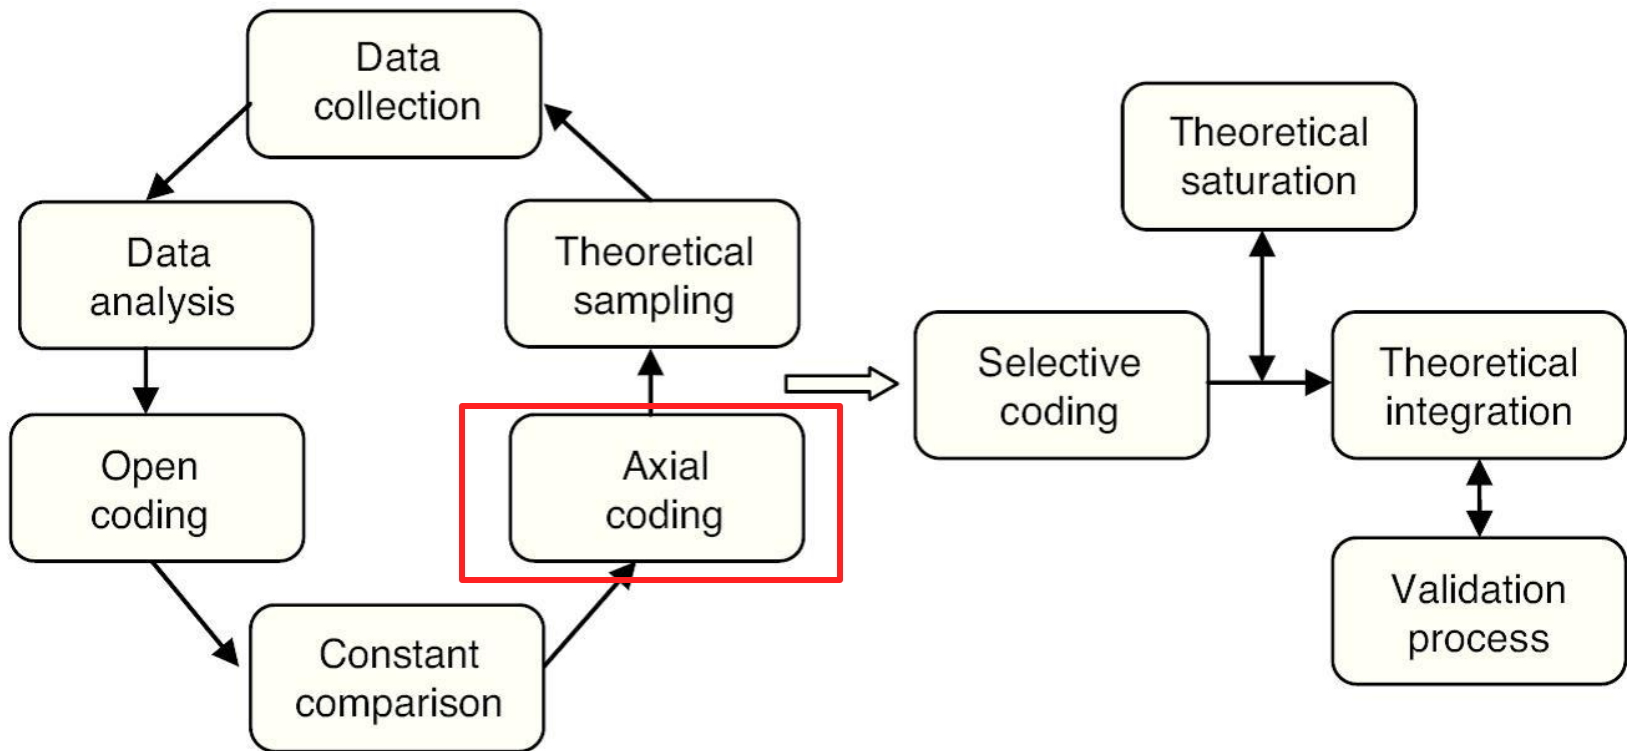 Data
collection
Data
analysis
Open
coding
Constant
comparison
Axial
coding
Theoretical
sampling
Selective
coding
Theoretical
saturation
Theoretical
integration
Validation
process